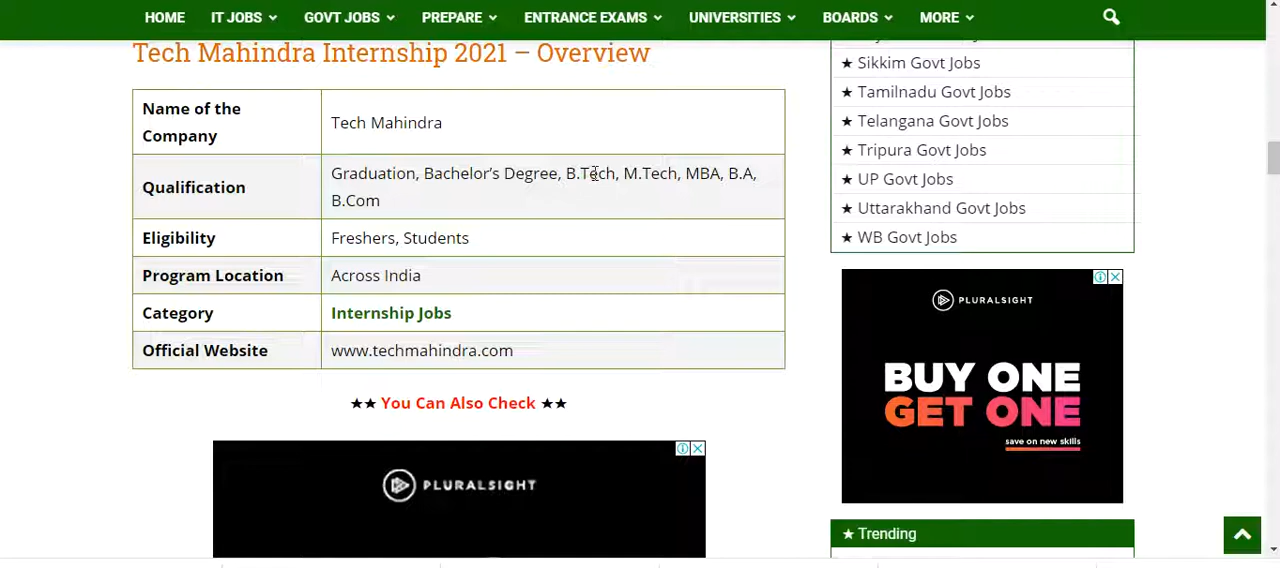 HOME IT JOBS GOVT JOBS PREPARE ENTRANCE EXAMS UNIVERSITIES BOARDS MORE
Tech Mahindra Internship 2021 – Overview
Name of the
Company
Tech Mahindra
Qualification
Graduation, Bachelor’s Degree, B.Tech, M.Tech, MBA, B.A,
B.Com
Eligibility
Freshers, Students
Program Location
Across India
Category
Internship Jobs
Official Website
www.techmahindra.com
★★ You Can Also Check ★★
PLURALSIGHT
★ Sikkim Govt Jobs
★ Tamilnadu Govt Jobs
★ Telangana Govt Jobs
★ Tripura Govt Jobs
★ UP Govt Jobs
★ Uttarakhand Govt Jobs
★ WB Govt Jobs
PLURALSIGHT
BUY ONE
GET ONE
save on new skills
★ Trending